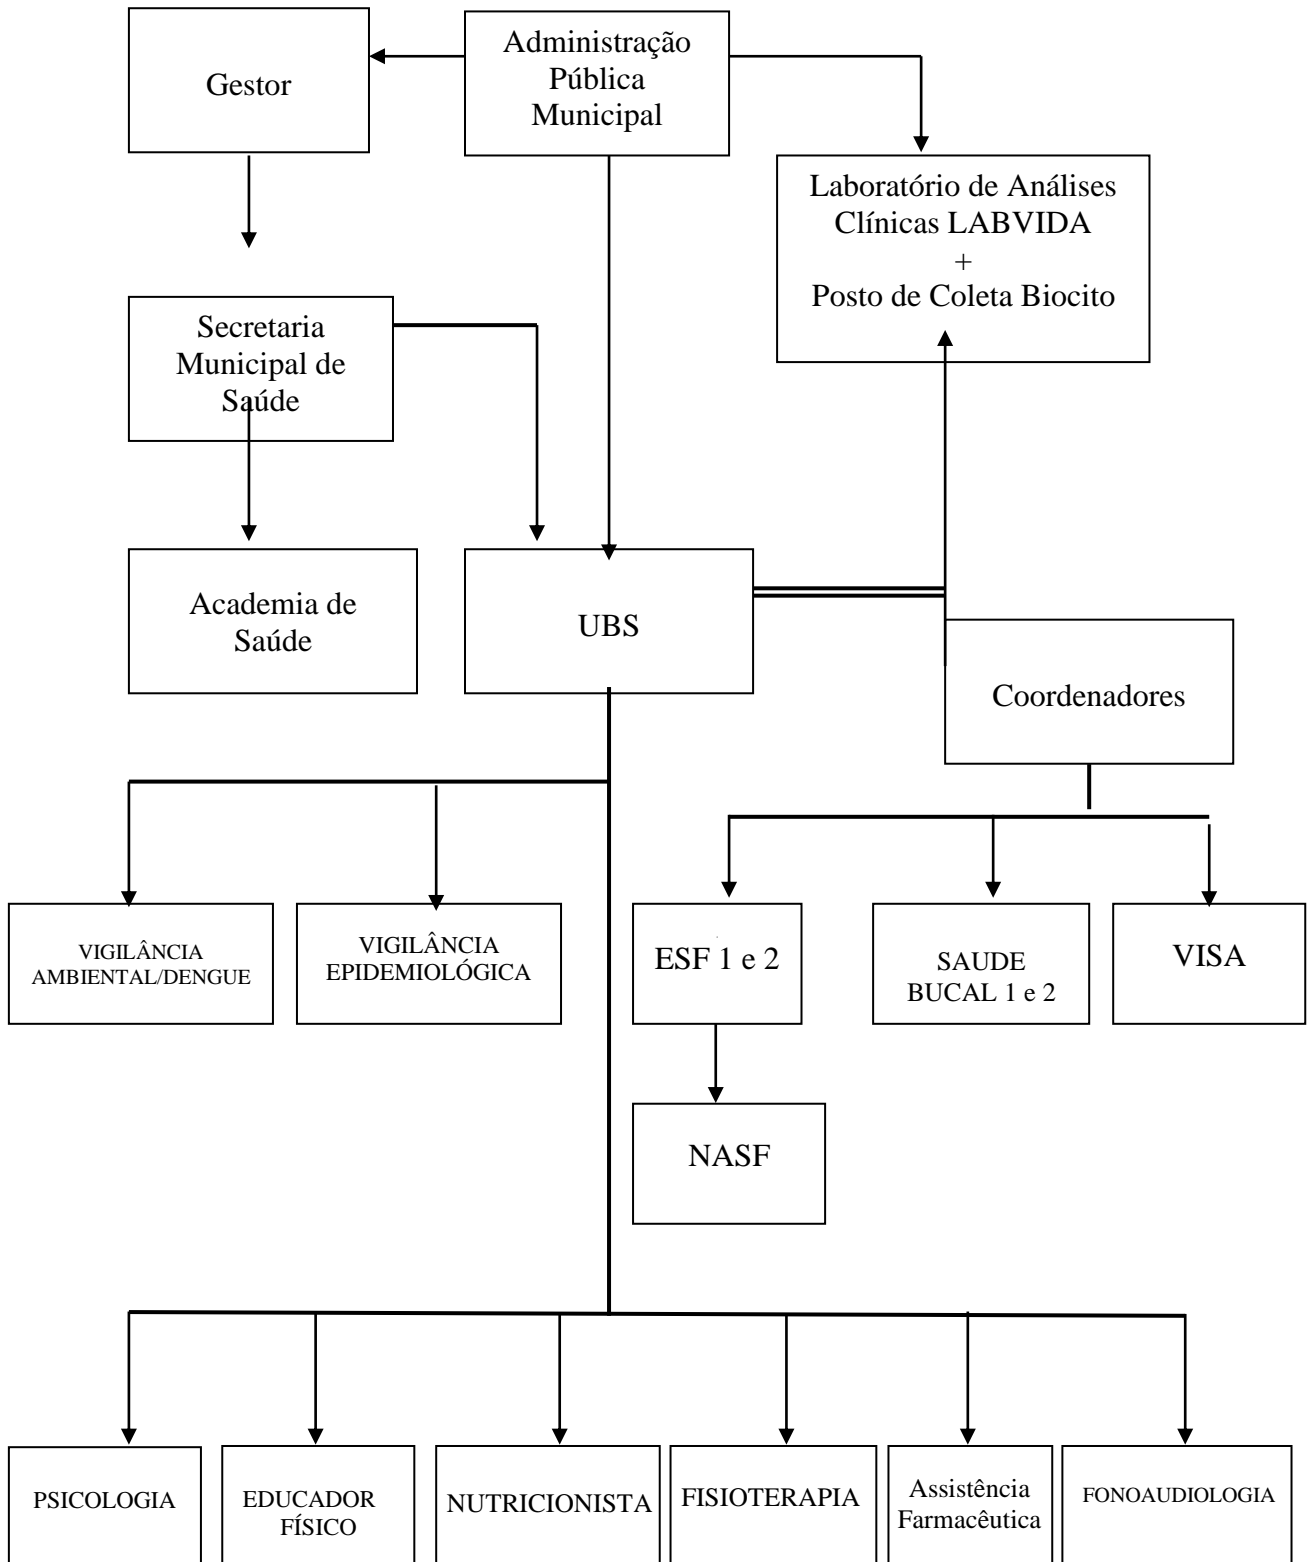 Gestor
Administração
Pública
Municipal
Laboratório de Análises
Clínicas LABVIDA
+
Posto de Coleta Biocito
Secretaria
Municipal de
Saúde
Academia de
Saúde
UBS
Coordenadores
VIGILÂNCIA
AMBIENTAL/DENGUE
VIGILÂNCIA
EPIDEMIOLÓGICA
ESF 1 e 2
SAUDE
BUCAL 1 e 2
VISA
NASF
PSICOLOGIA
EDUCADOR
FÍSICO
NUTRICIONISTA
FISIOTERAPIA
Assistência
Farmacêutica
FONOAUDIOLOGIA